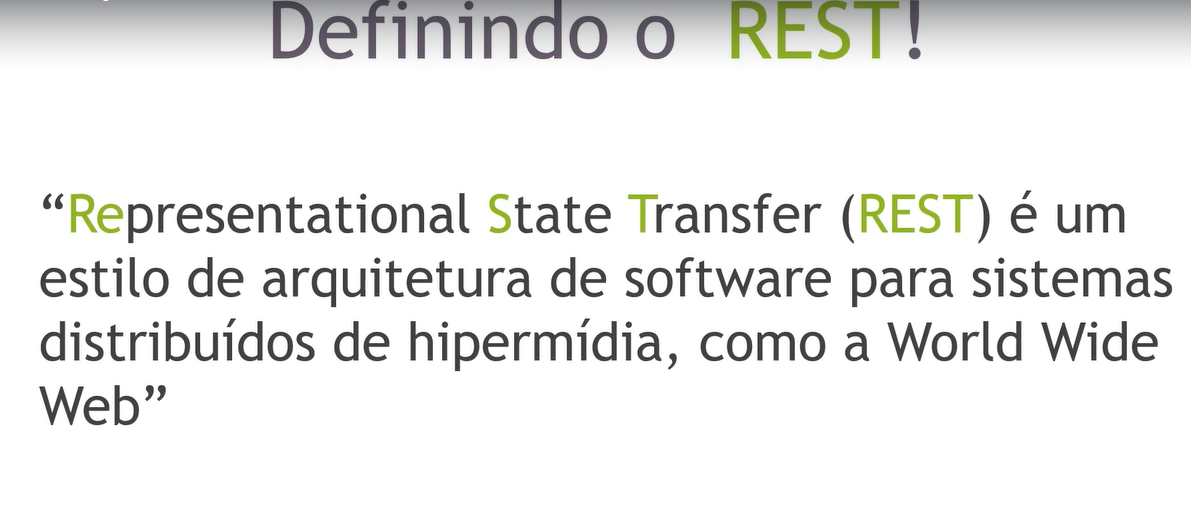 Definindo o REST!
“Representational State Transfer (REST) é um
estilo de arquitetura de software para sistemas
distribuídos de hipermídia, como a World Wide
Web”